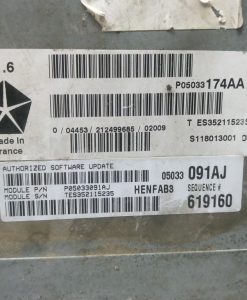 .6
P05033174AA
T ES352115235
0 / 04453 / 212499685 / 02009
S118013001 D
de in
rance
AUTHORIZED SOFTWARE UPDATE
05033 091AJ
MODULE P/N P05033091AJ HENFAB3 SEQUENCE #
MODULE S/N TES352115235 619160